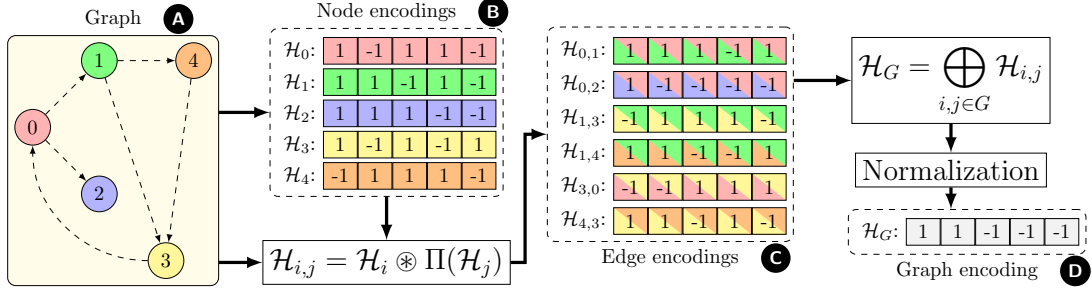 Graph A
0
1
2
3
4
Node encodings B
ℋ₀: 1 -1 1 1 -1
ℋ₁: 1 1 -1 1 -1
ℋ₂: 1 1 1 -1 -1
ℋ₃: 1 -1 1 -1 1
ℋ₄: -1 1 1 1 -1
ℋᵢ,ⱼ = ℋᵢ ⊛ Π(ℋⱼ)
ℋ₀,₁: 1 1 1 -1 1
ℋ₀,₂: 1 -1 -1 -1 -1
ℋ₁,₃: -1 1 1 1 -1
ℋ₁,₄: 1 1 -1 -1 1
ℋ₃,₀: -1 -1 1 1 1
ℋ₄,₃: 1 1 -1 1 -1
Edge encodings C
ℋ_G = ⨁ ℋᵢ,ⱼ
i,j∈G
Normalization
ℋ_G: 1 1 -1 -1 -1
Graph encoding D